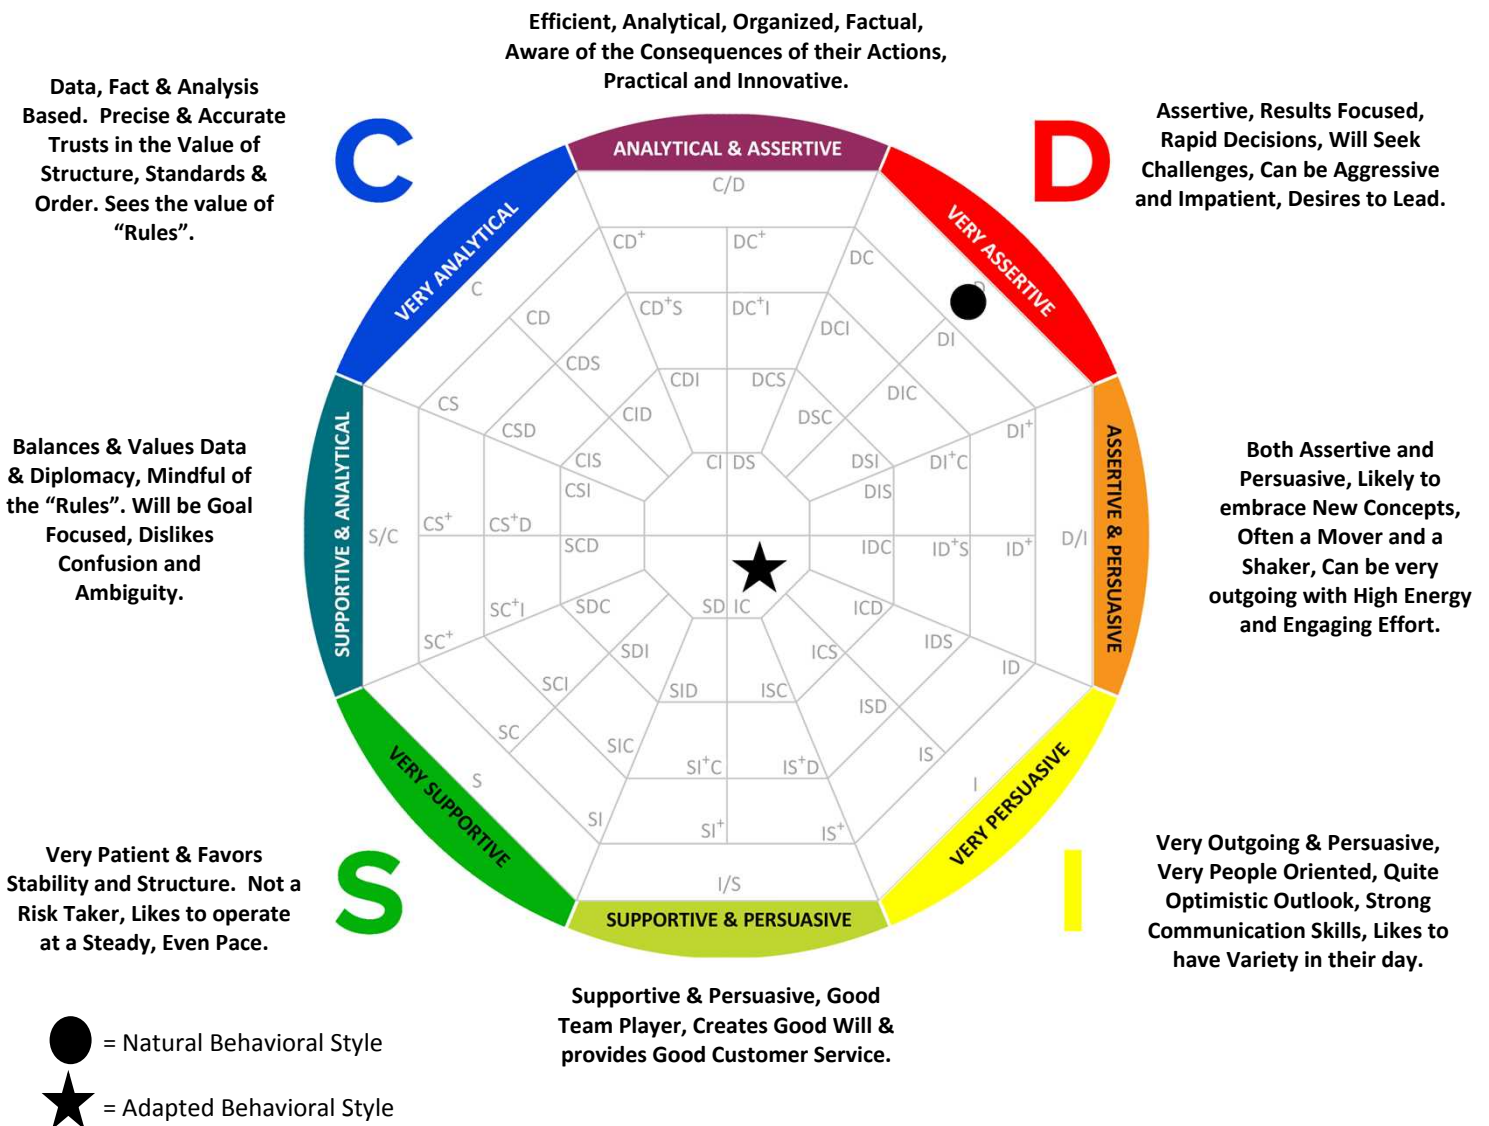 Efficient, Analytical, Organized, Factual,
Aware of the Consequences of their Actions,
Practical and Innovative.
Data, Fact & Analysis
Based.  Precise & Accurate
Trusts in the Value of
Structure, Standards &
Order. Sees the value of
“Rules”.
C
D
Assertive, Results Focused,
Rapid Decisions, Will Seek
Challenges, Can be Aggressive
and Impatient, Desires to Lead.
ANALYTICAL & ASSERTIVE
VERY ANALYTICAL
VERY ASSERTIVE
C/D
CD+
DC+
DC
C
D
CD
CD+S
DC+I
DCI
DI
CDS
CDI
DCS
DIC
CS
CID
DSC
CSD
DI+
CIS
CI
DS
DSI
DI+C
CSI
DIS
Balances & Values Data
& Diplomacy, Mindful of
the “Rules”. Will be Goal
Focused, Dislikes
Confusion and
Ambiguity.
SUPPORTIVE & ANALYTICAL
S/C
CS+
CS+D
SCD
IDC
ID+S
ID+
D/I
ASSERTIVE & PERSUASIVE
Both Assertive and
Persuasive, Likely to
embrace New Concepts,
Often a Mover and a
Shaker, Can be very
outgoing with High Energy
and Engaging Effort.
SC+I
SDC
SD
IC
ICD
SC+
SDI
ICS
IDS
SCI
SID
ISC
ID
SC
SIC
ISD
SI+C
IS+D
IS
S
I
SI
SI+
IS+
I/S
VERY SUPPORTIVE
VERY PERSUASIVE
SUPPORTIVE & PERSUASIVE
Very Patient & Favors
Stability and Structure.  Not a
Risk Taker, Likes to operate
at a Steady, Even Pace.
S
I
Very Outgoing & Persuasive,
Very People Oriented, Quite
Optimistic Outlook, Strong
Communication Skills, Likes to
have Variety in their day.
Supportive & Persuasive, Good
Team Player, Creates Good Will &
provides Good Customer Service.
= Natural Behavioral Style
= Adapted Behavioral Style